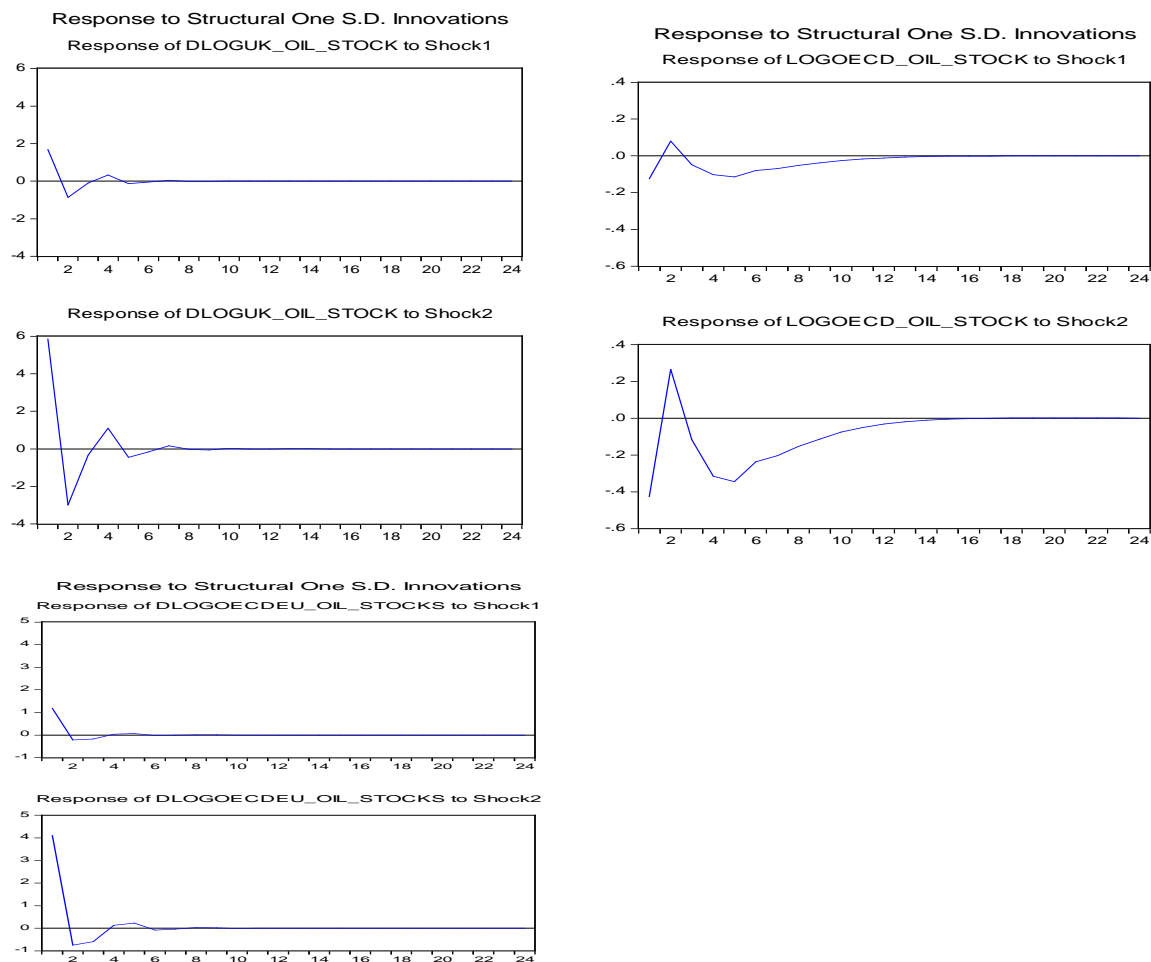 Response to Structural One S.D. Innovations
Response of DLOGUK_OIL_STOCK to Shock1
6
4
2
0
-2
-4
2 4 6 8 10 12 14 16 18 20 22 24
Response of DLOGUK_OIL_STOCK to Shock2
6
4
2
0
-2
-4
2 4 6 8 10 12 14 16 18 20 22 24
Response to Structural One S.D. Innovations
Response of LOGOECD_OIL_STOCK to Shock1
.4
.2
.0
-.2
-.4
-.6
2 4 6 8 10 12 14 16 18 20 22 24
Response of LOGOECD_OIL_STOCK to Shock2
.4
.2
.0
-.2
-.4
-.6
2 4 6 8 10 12 14 16 18 20 22 24
Response to Structural One S.D. Innovations
Response of DLOGOECDEU_OIL_STOCKS to Shock1
5
4
3
2
1
0
-1
2 4 6 8 10 12 14 16 18 20 22 24
Response of DLOGOECDEU_OIL_STOCKS to Shock2
5
4
3
2
1
0
-1
2 4 6 8 10 12 14 16 18 20 22 24